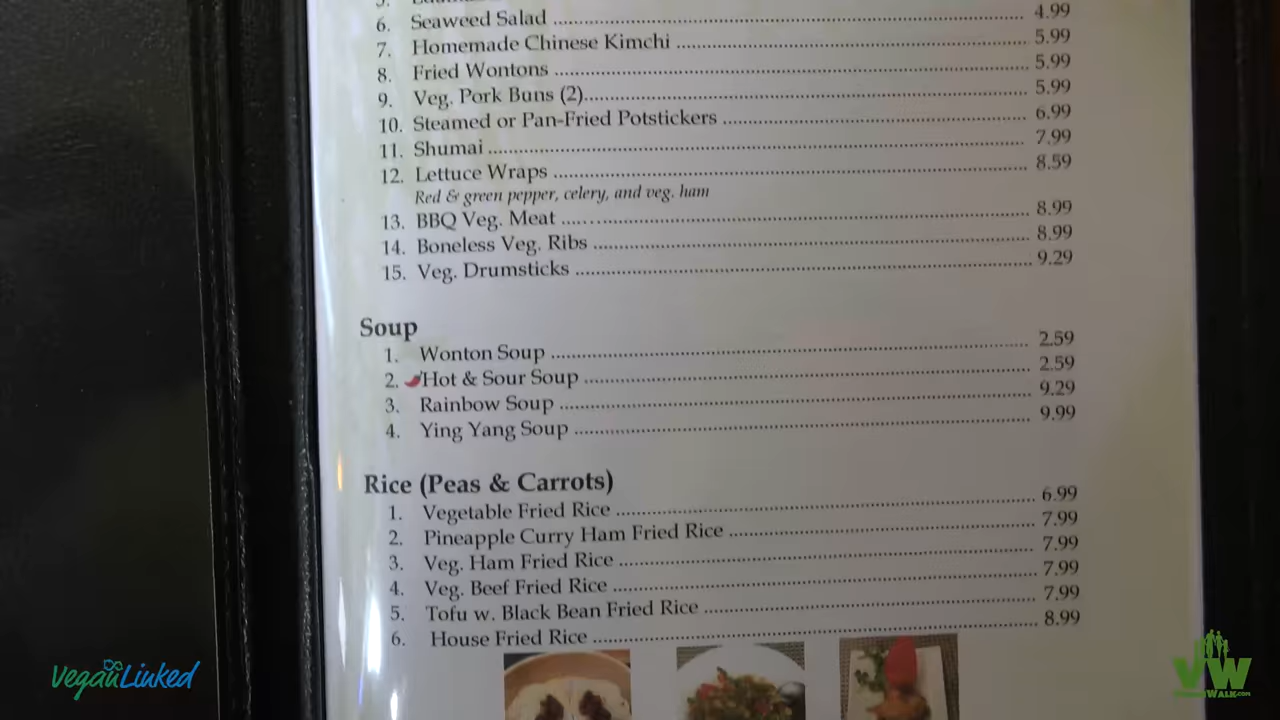 6. Seaweed Salad 4.99
7. Homemade Chinese Kimchi 5.99
8. Fried Wontons 5.99
9. Veg. Pork Buns (2) 5.99
10. Steamed or Pan-Fried Potstickers 6.99
11. Shumai 7.99
12. Lettuce Wraps 8.59
Red & green pepper, celery, and veg. ham
13. BBQ Veg. Meat 8.99
14. Boneless Veg. Ribs 8.99
15. Veg. Drumsticks 9.29
Soup
1. Wonton Soup 2.59
2. Hot & Sour Soup 2.59
3. Rainbow Soup 9.29
4. Ying Yang Soup 9.99
Rice (Peas & Carrots)
1. Vegetable Fried Rice 6.99
2. Pineapple Curry Ham Fried Rice 7.99
3. Veg. Ham Fried Rice 7.99
4. Veg. Beef Fried Rice 7.99
5. Tofu w. Black Bean Fried Rice 7.99
6. House Fried Rice 8.99
VeganLinked
VW
WALK.com